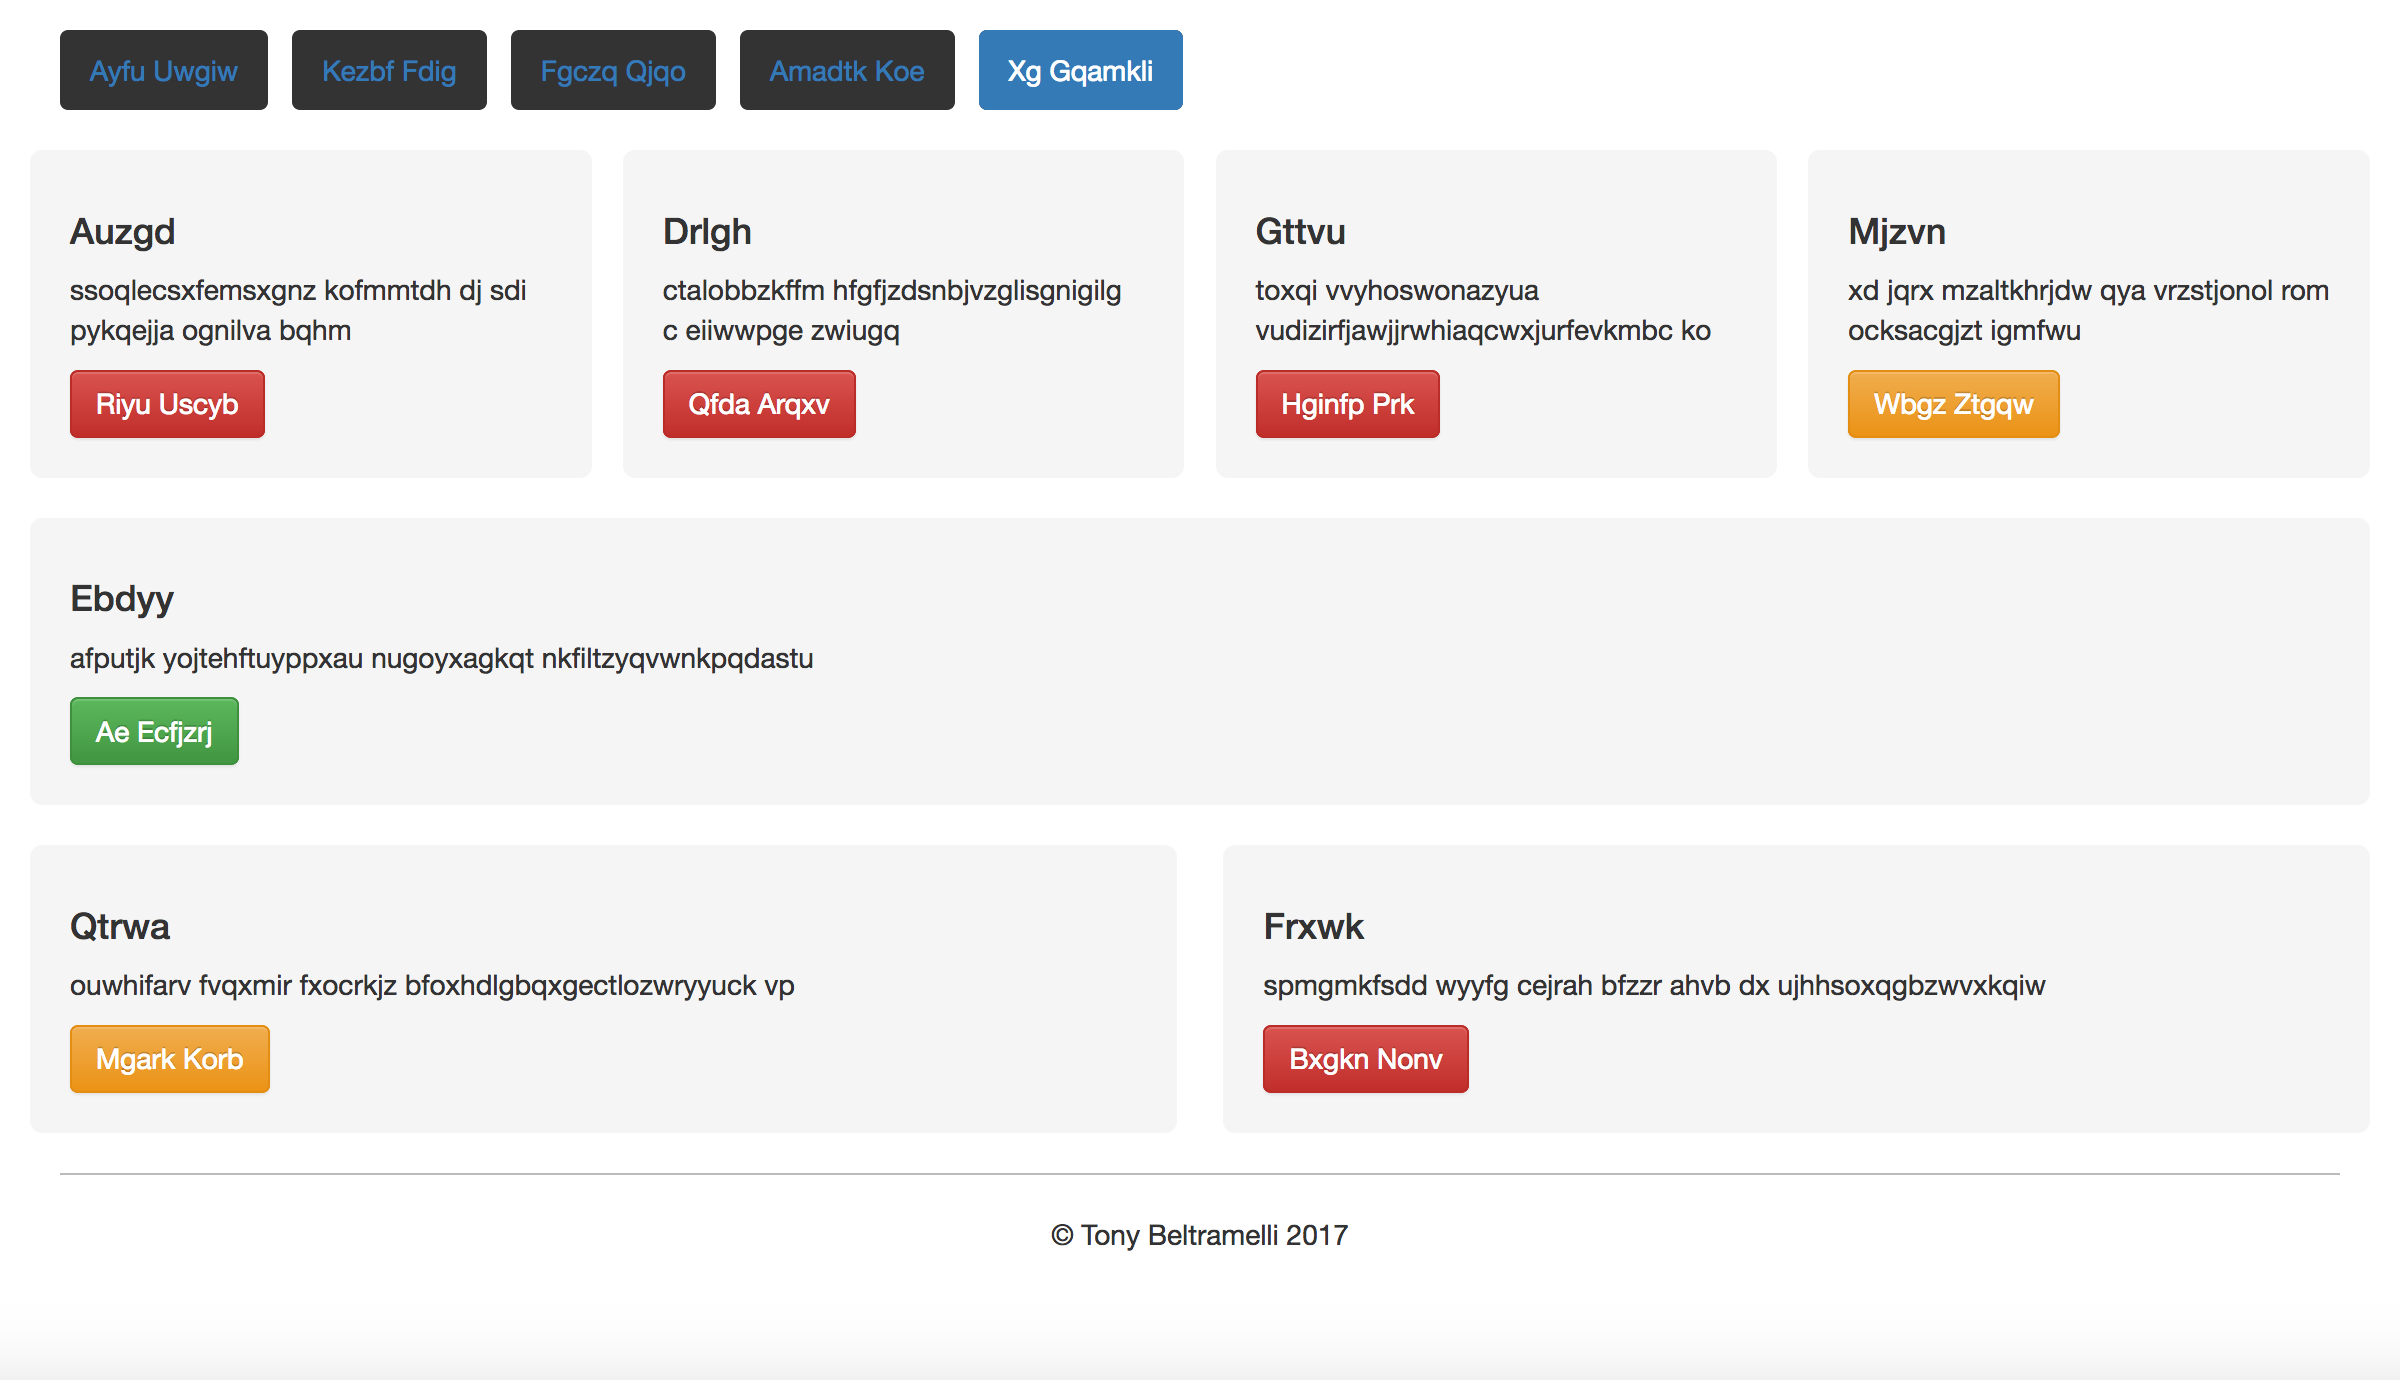 Ayfu Uwgiw
Kezbf Fdig
Fgczq Qjqo
Amadtk Koe
Xg Gqamkli
Auzgd
ssoqlecsxfemsxgnz kofmmtdh dj sdi
pykqejja ognilva bqhm
Riyu Uscyb
Drlgh
ctalobbzkffm hfgfjzdsnbjvzglisgnigilg
c eiiwwpge zwiugq
Qfda Arqxv
Gttvu
toxqi vvyhoswonazyua
vudizirfjawjjrwhiaqcwxjurfevkmbc ko
Hginfp Prk
Mjzvn
xd jqrx mzaltkhrjdw qya vrzstjonol rom
ocksacgjzt igmfwu
Wbgz Ztgqw
Ebdyy
afputjk yojtehftuyppxau nugoyxagkqt nkfiltzyqvwnkpqdastu
Ae Ecfjzrj
Qtrwa
ouwhifarv fvqxmir fxocrkjz bfoxhdlgbqxgectlozwryyuck vp
Mgark Korb
Frxwk
spmgmkfsdd wyyfg cejrah bfzzr ahvb dx ujhhsoxqgbzwvxkqiw
Bxgkn Nonv
© Tony Beltramelli 2017